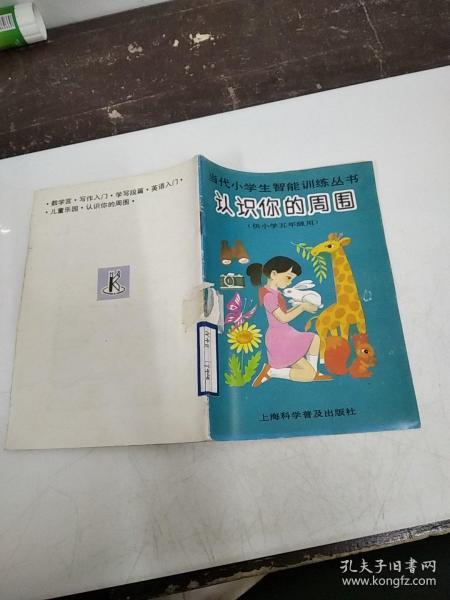 •数学宫•写作入门•学写段篇•英语入门•
•儿童乐园•认识你的周围•
K
当代小学生智能训练丛书
认识你的周围
（供小学五年级用）
上海科学普及出版社
孔夫子旧书网
www.kongfz.com